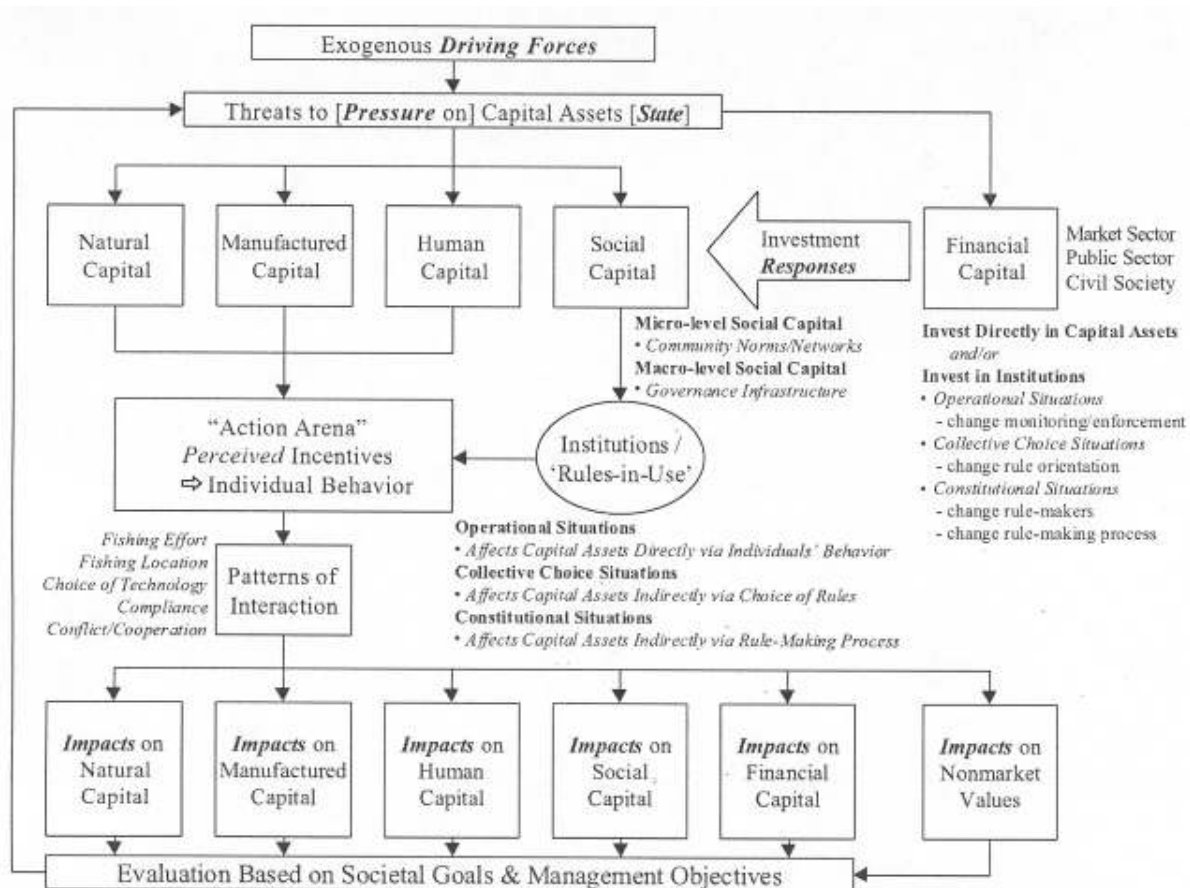 Exogenous Driving Forces
Threats to [Pressure on] Capital Assets [State]
Natural
Capital
Manufactured
Capital
Human
Capital
Social
Capital
Investment
Responses
Financial
Capital
Market Sector
Public Sector
Civil Society
Micro-level Social Capital
• Community Norms/Networks
Macro-level Social Capital
• Governance Infrastructure
Invest Directly in Capital Assets
and/or
Invest in Institutions
• Operational Situations
- change monitoring/enforcement
• Collective Choice Situations
- change rule orientation
• Constitutional Situations
- change rule-makers
- change rule-making process
“Action Arena”
Perceived Incentives
⇨ Individual Behavior
Institutions /
‘Rules-in-Use’
Operational Situations
• Affects Capital Assets Directly via Individuals’ Behavior
Collective Choice Situations
• Affects Capital Assets Indirectly via Choice of Rules
Constitutional Situations
• Affects Capital Assets Indirectly via Rule-Making Process
Fishing Effort
Fishing Location
Choice of Technology
Compliance
Conflict/Cooperation
Patterns of
Interaction
Impacts on
Natural
Capital
Impacts on
Manufactured
Capital
Impacts on
Human
Capital
Impacts on
Social
Capital
Impacts on
Financial
Capital
Impacts on
Nonmarket
Values
Evaluation Based on Societal Goals & Management Objectives